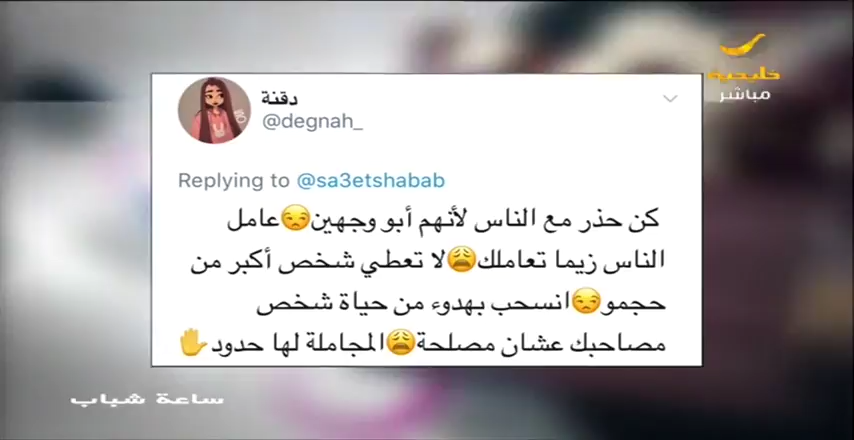 خليجية
مباشر
دقنة
@degnah_
Replying to @sa3etshabab
كن حذر مع الناس لأنهم أبو وجهين😒عامل
الناس زيما تعاملك😩لا تعطي شخص أكبر من
حجمو😒انسحب بهدوء من حياة شخص
مصاحبك عشان مصلحة😩المجاملة لها حدود✋
ساعة شباب